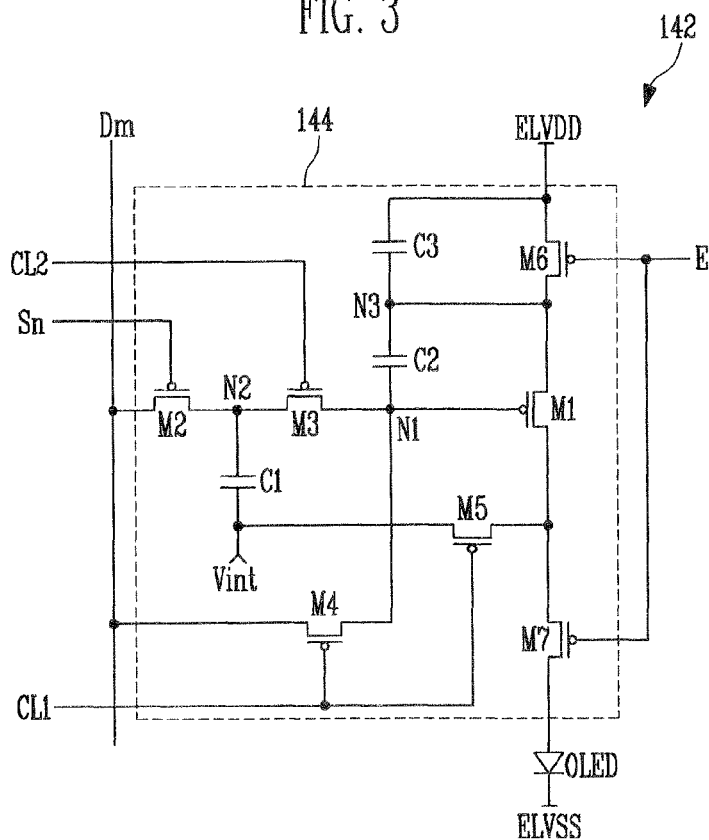 FIG. 3
142
Dm
144
ELVDD
CL2
C3
M6
E
N3
Sn
C2
N2
M1
M2
M3
N1
C1
M5
Vint
M4
M7
CL1
OLED
ELVSS